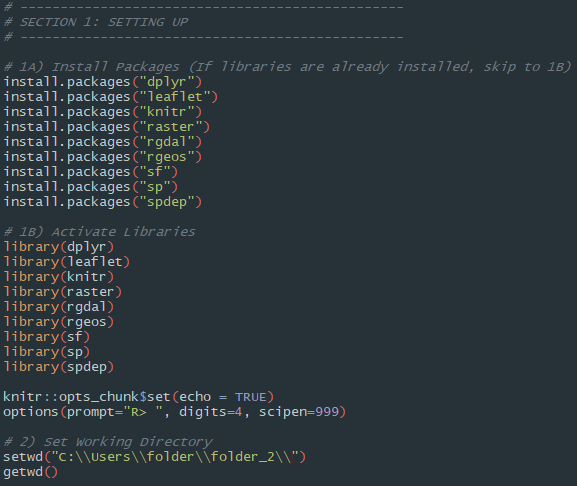 # ------------------------------------------------
# SECTION 1: SETTING UP
# ------------------------------------------------
# 1A) Install Packages (If libraries are already installed, skip to 1B)
install.packages("dplyr")
install.packages("leaflet")
install.packages("knitr")
install.packages("raster")
install.packages("rgdal")
install.packages("rgeos")
install.packages("sf")
install.packages("sp")
install.packages("spdep")
# 1B) Activate Libraries
library(dplyr)
library(leaflet)
library(knitr)
library(raster)
library(rgdal)
library(rgeos)
library(sf)
library(sp)
library(spdep)
knitr::opts_chunk$set(echo = TRUE)
options(prompt="R> ", digits=4, scipen=999)
# 2) Set Working Directory
setwd("C:\\Users\\folder\\folder_2\\")
getwd()